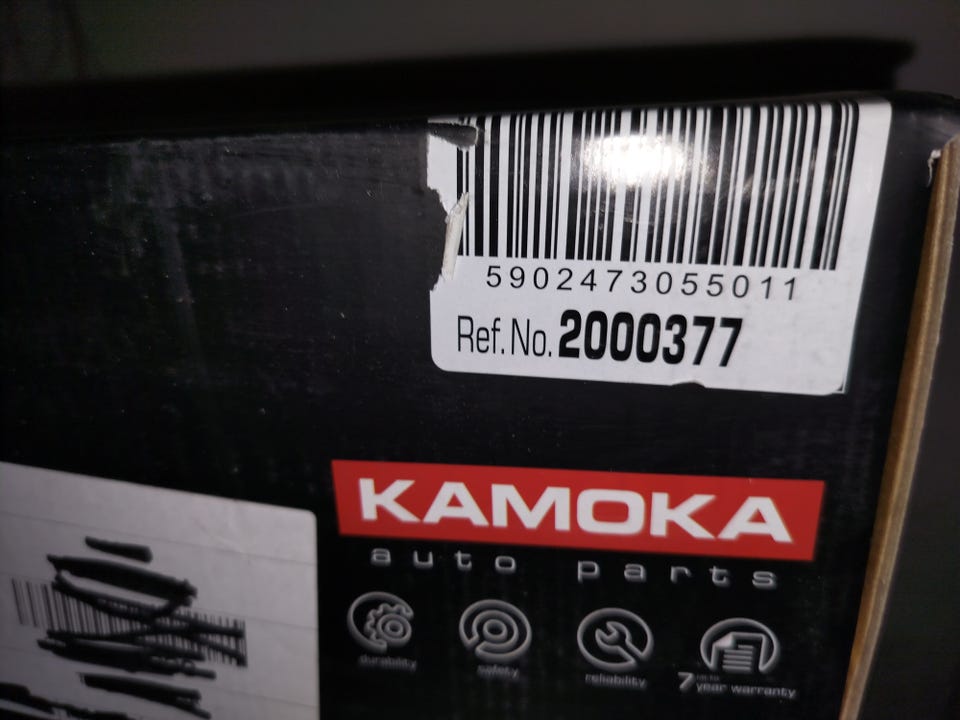 5902473055011
Ref. No. 2000377
KAMOKA
auto parts
durability
safety
reliability
7 year warranty